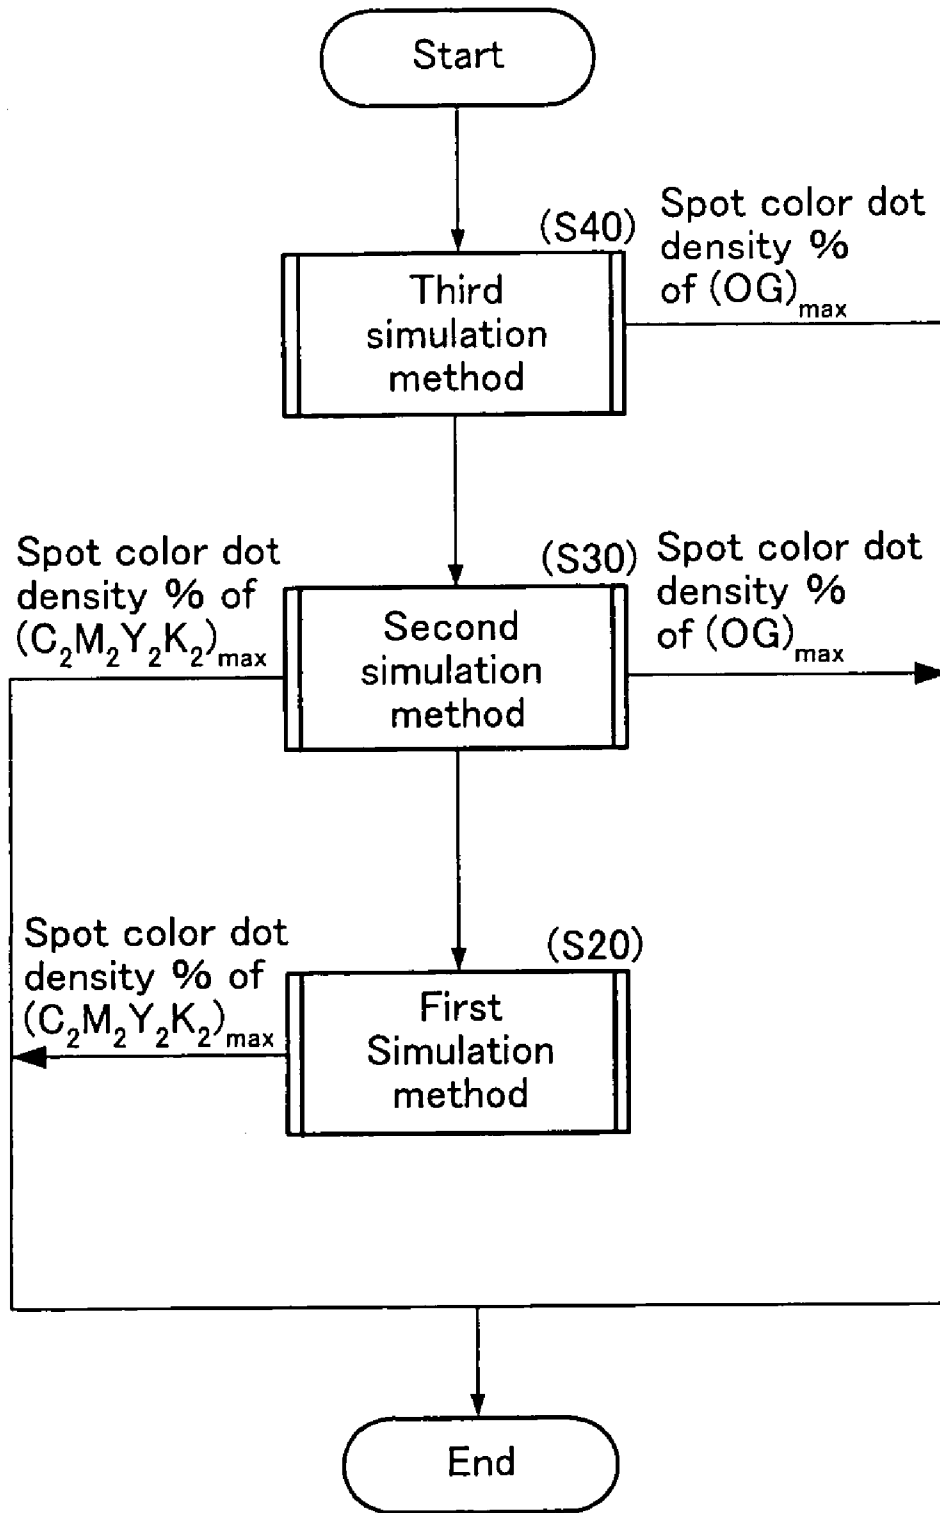 Start
(S40)
Spot color dot
density %
of (OG)max
Third
simulation
method
Spot color dot
density % of
(C₂M₂Y₂K₂)max
(S30)
Spot color dot
density %
of (OG)max
Second
simulation
method
Spot color dot
density % of
(C₂M₂Y₂K₂)max
(S20)
First
Simulation
method
End